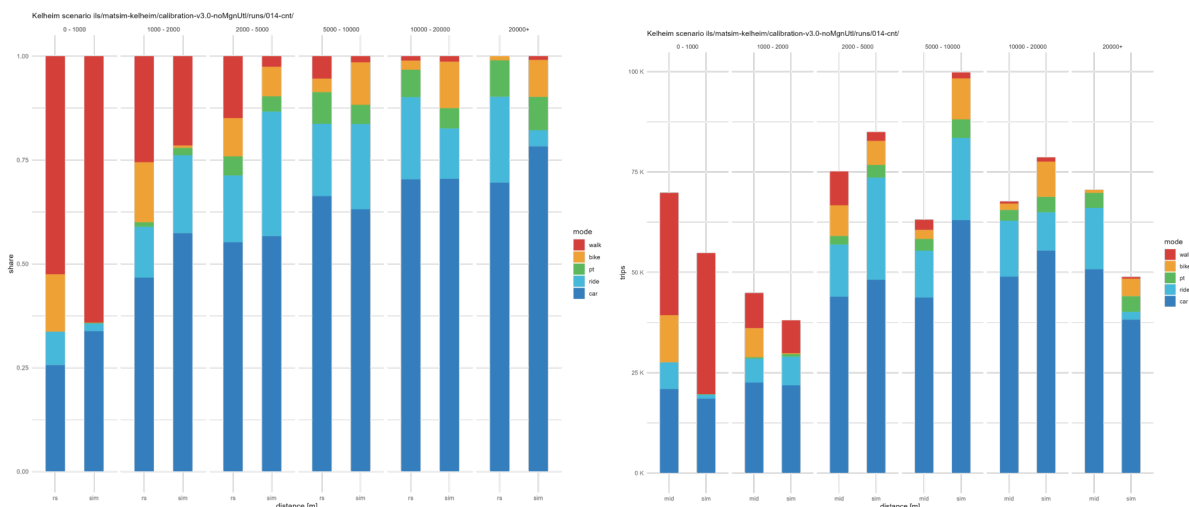 Kelheim scenario ils/matsim-kelheim/calibration-v3.0-noMgnUtl/runs/014-cnt/
0 - 1000 1000 - 2000 2000 - 5000 5000 - 10000 10000 - 20000 20000+
1.00
0.75
0.50
0.25
0.00
share
rs sim rs sim rs sim rs sim rs sim rs sim
distance [m]
mode
walk
bike
pt
ride
car
Kelheim scenario ils/matsim-kelheim/calibration-v3.0-noMgnUtl/runs/014-cnt/
0 - 1000 1000 - 2000 2000 - 5000 5000 - 10000 10000 - 20000 20000+
100 K
75 K
50 K
25 K
0 K
trips
mid sim mid sim mid sim mid sim mid sim mid sim
distance [m]
mode
walk
bike
pt
ride
car